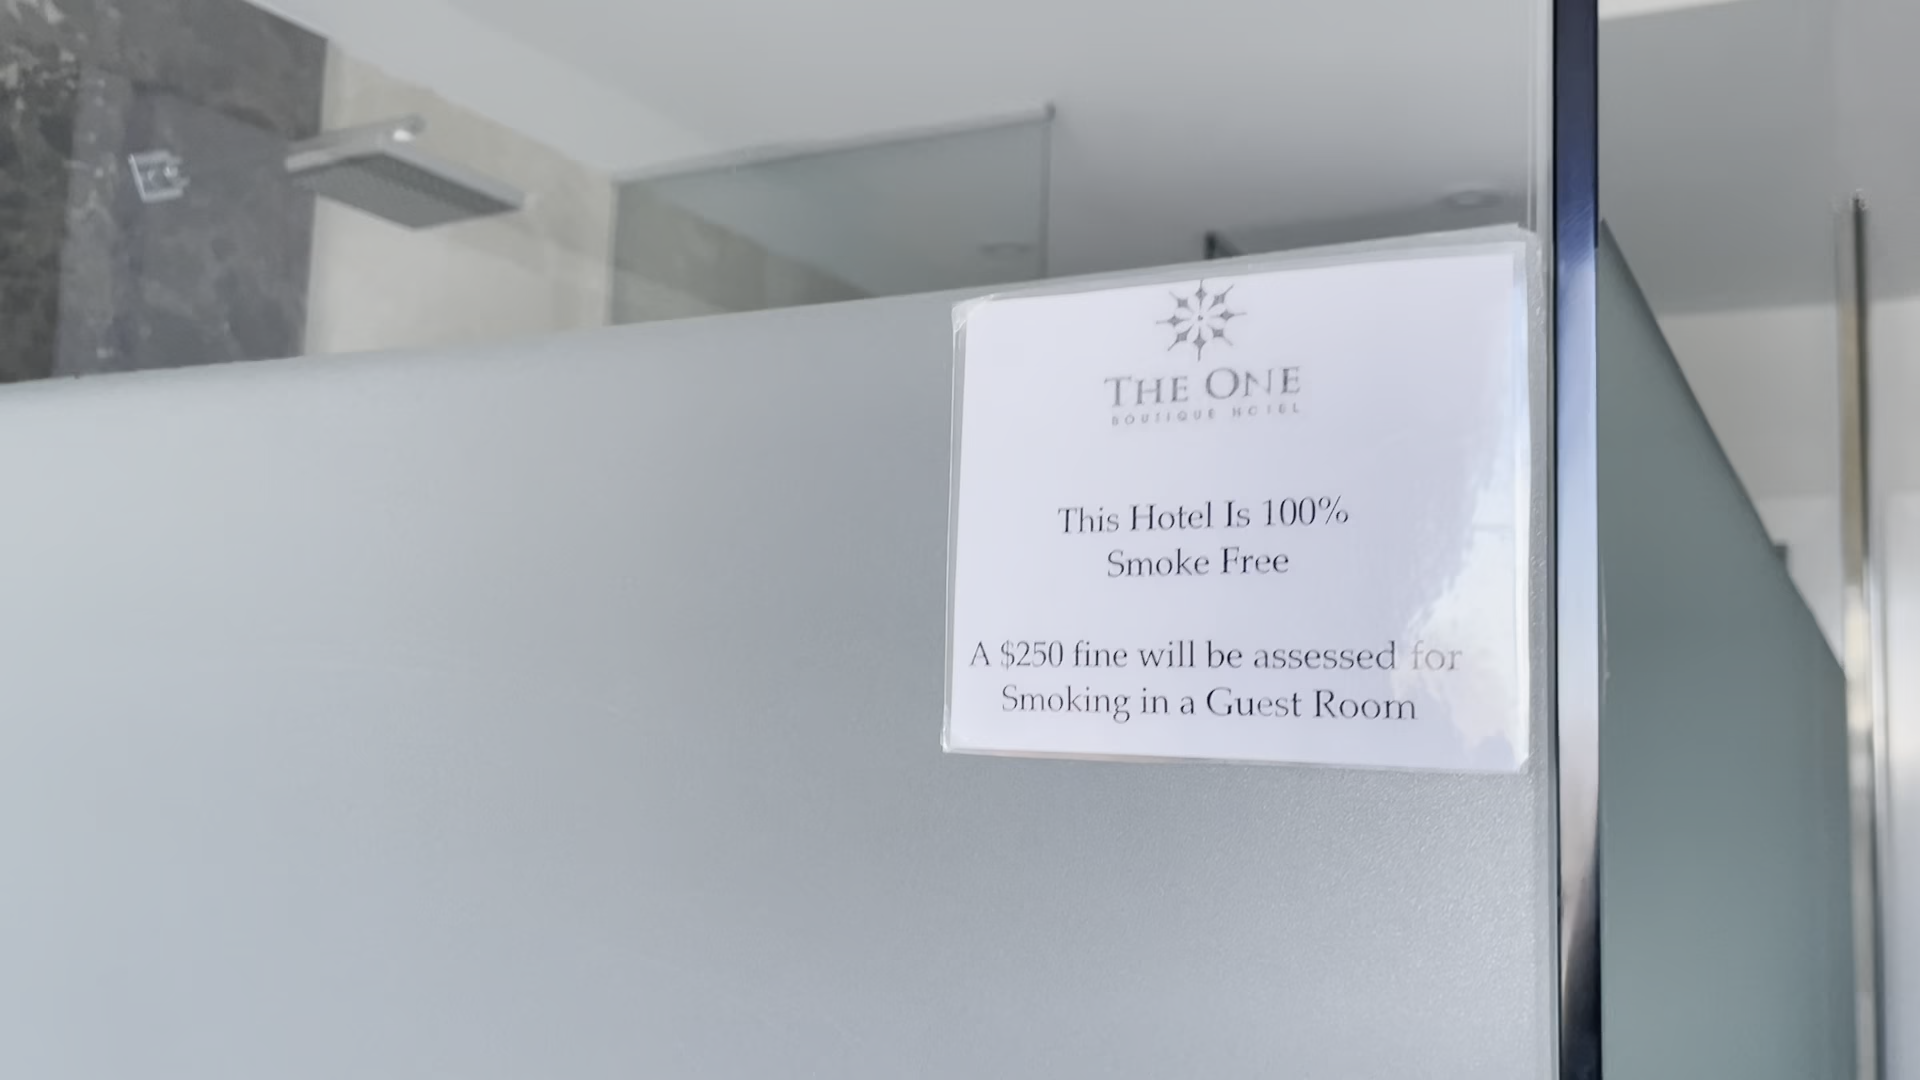 THE ONE
BOUTIQUE HOTEL
This Hotel Is 100%
Smoke Free
A $250 fine will be assessed for
Smoking in a Guest Room